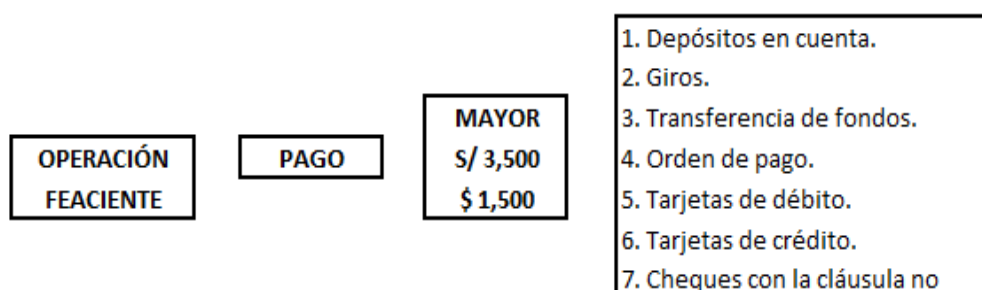 OPERACIÓN
FEACIENTE
PAGO
MAYOR
S/ 3,500
$ 1,500
1. Depósitos en cuenta.
2. Giros.
3. Transferencia de fondos.
4. Orden de pago.
5. Tarjetas de débito.
6. Tarjetas de crédito.
7. Cheques con la cláusula no